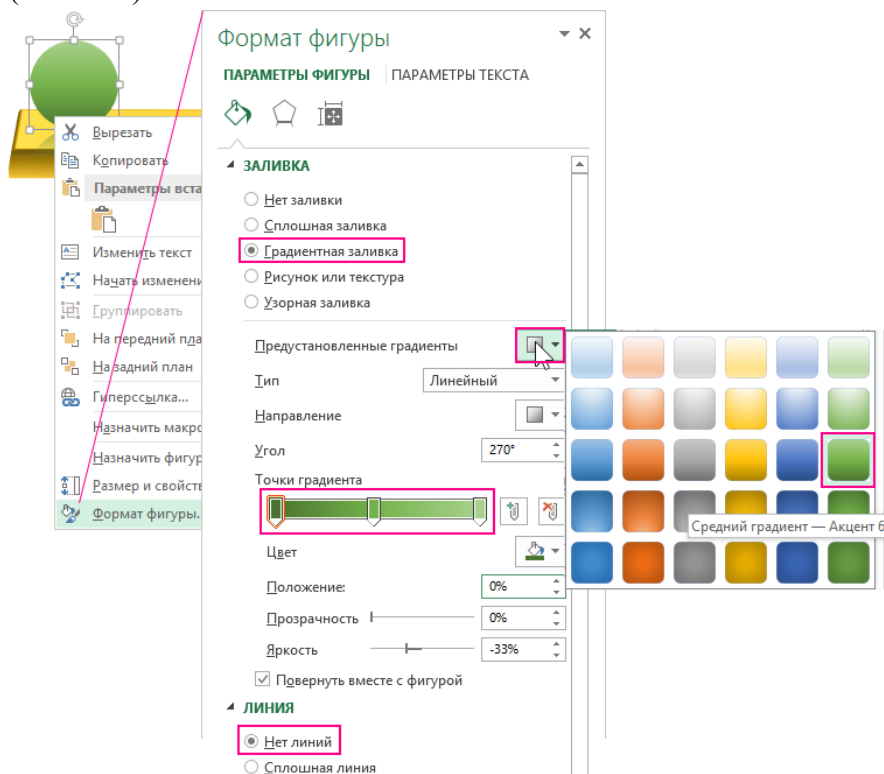 Формат фигуры
ПАРАМЕТРЫ ФИГУРЫ ПАРАМЕТРЫ ТЕКСТА
Вырезать
Копировать
Параметры вста
Изменить текст
Начать изменени
Группировать
На передний пла
На задний план
Гиперссылка...
Назначить макро
Назначить фигур
Размер и свойств
Формат фигуры.
ЗАЛИВКА
Нет заливки
Сплошная заливка
Градиентная заливка
Рисунок или текстура
Узорная заливка
Предустановленные градиенты
Тип Линейный
Направление
Угол 270°
Точки градиента
Цвет
Положение: 0%
Прозрачность 0%
Яркость -33%
Повернуть вместе с фигурой
ЛИНИЯ
Нет линий
Сплошная линия
Средний градиент — Акцент 6